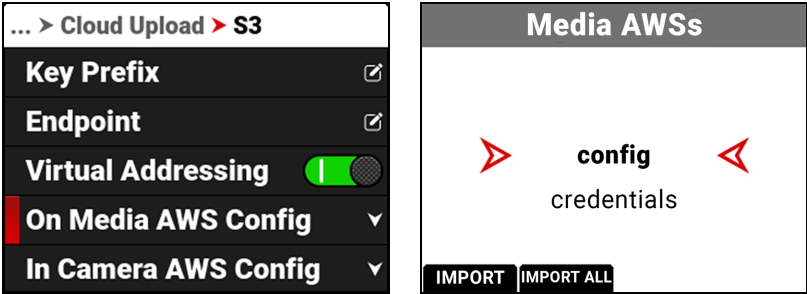 ... > Cloud Upload > S3
Key Prefix
Endpoint
Virtual Addressing
On Media AWS Config
In Camera AWS Config
Media AWSs
config
credentials
IMPORT
IMPORT ALL